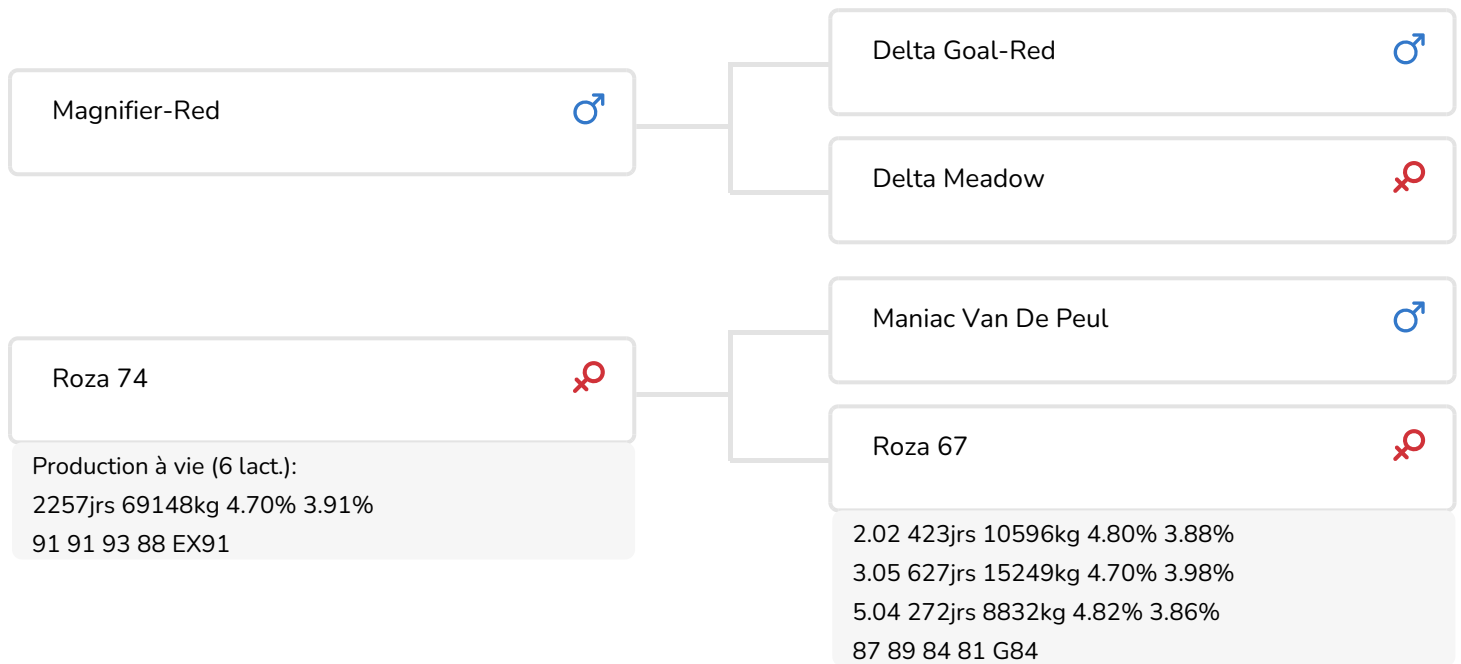 Magnifier-Red
Delta Goal-Red
Delta Meadow
Roza 74
Production à vie (6 lact.):
2257jrs 69148kg 4.70% 3.91%
91 91 93 88 EX91
Maniac Van De Peul
Roza 67
2.02 423jrs 10596kg 4.80% 3.88%
3.05 627jrs 15249kg 4.70% 3.98%
5.04 272jrs 8832kg 4.82% 3.86%
87 89 84 81 G84